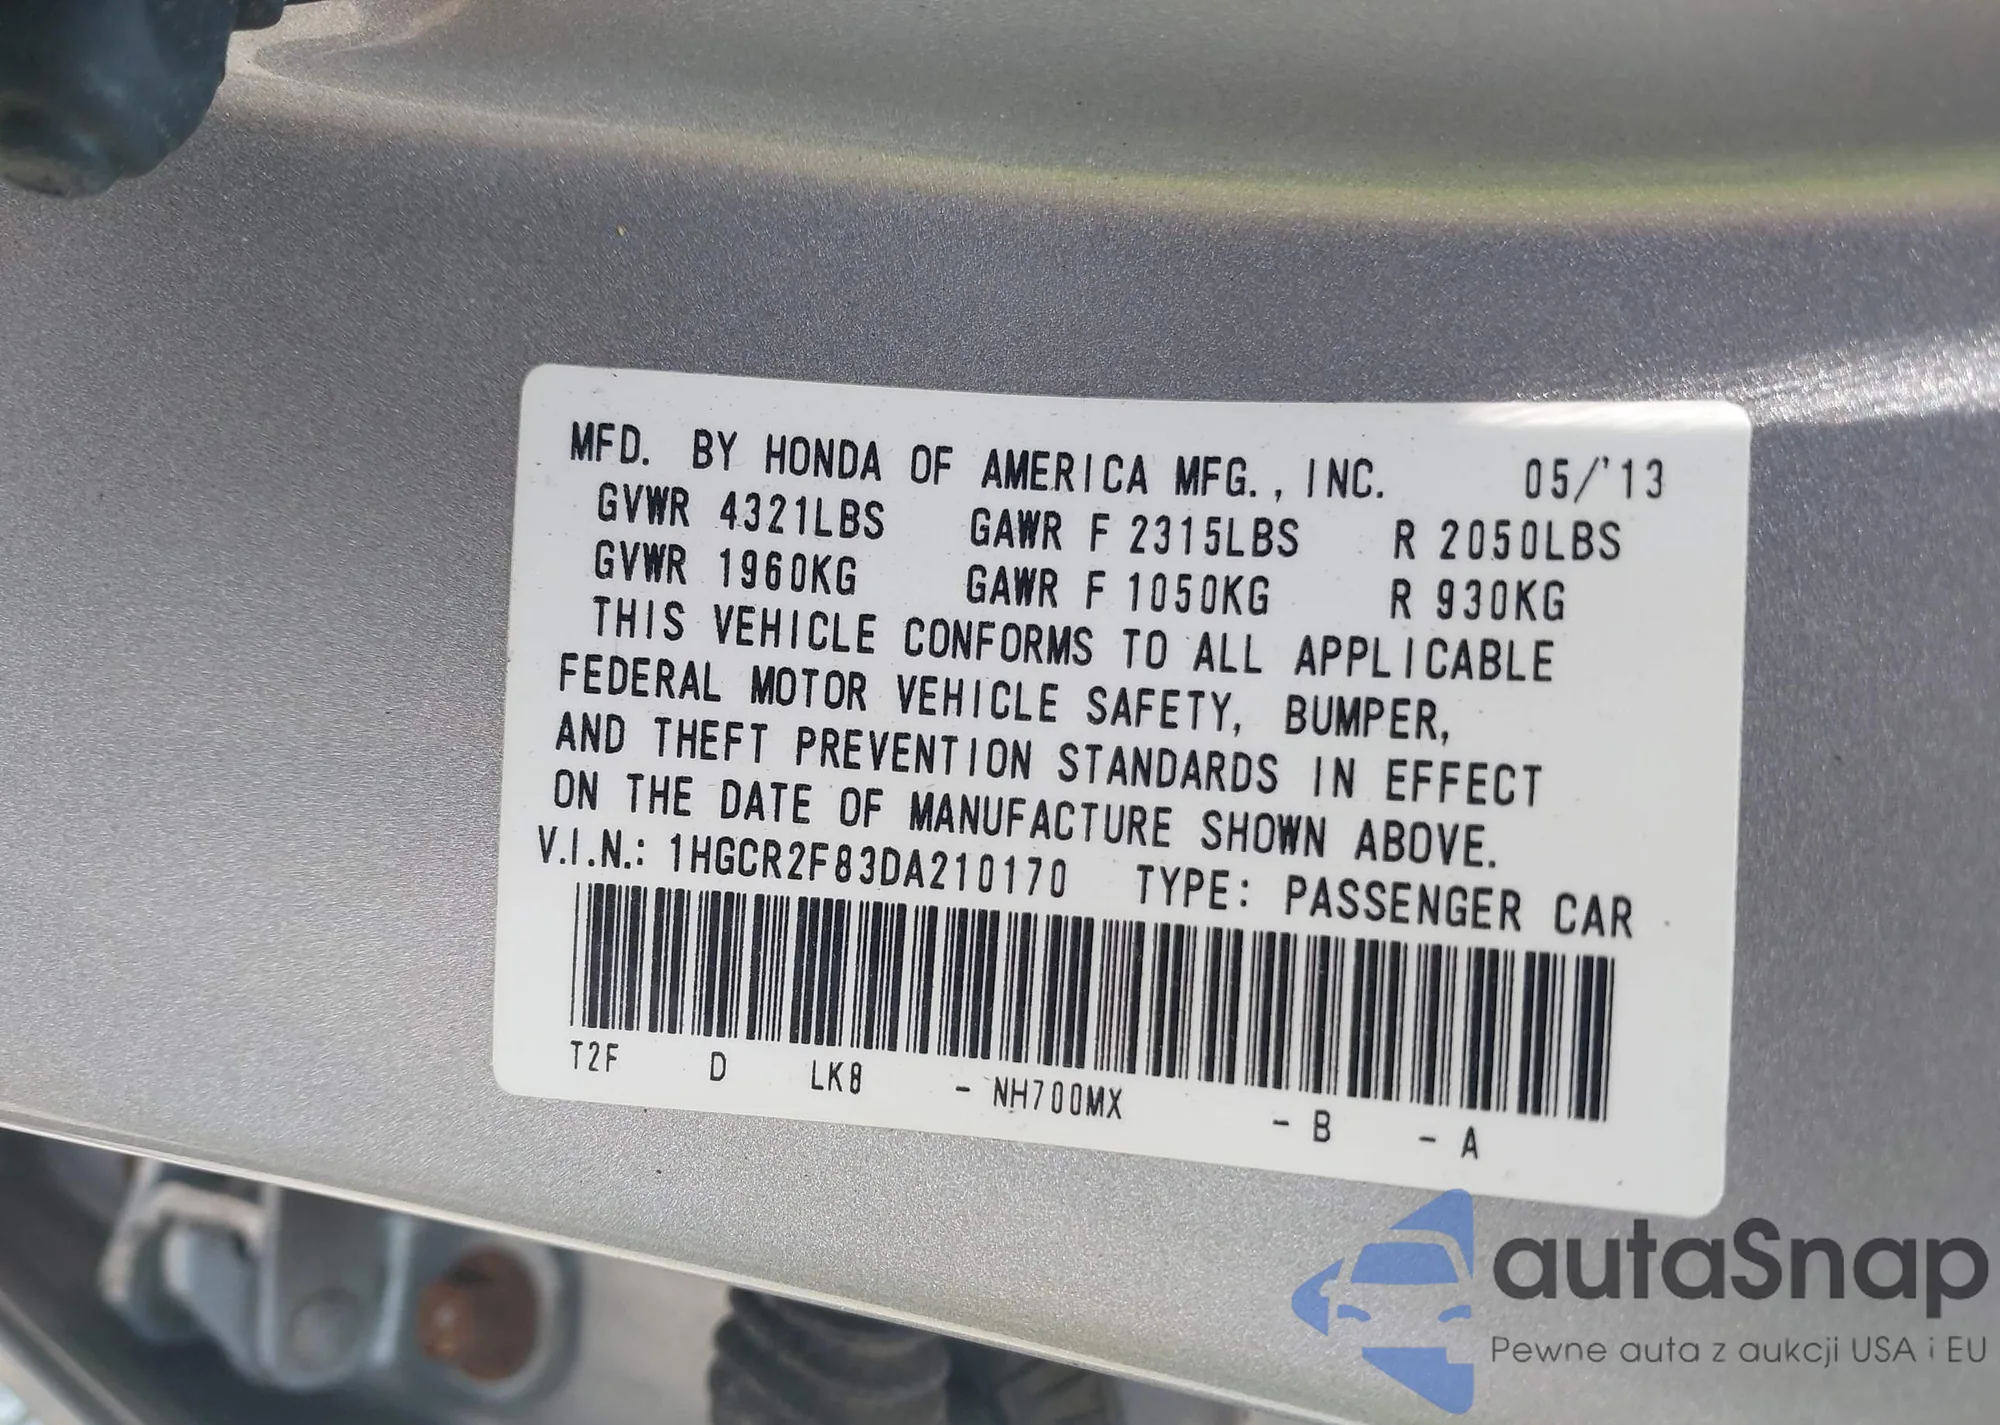 MFD. BY HONDA OF AMERICA MFG., INC. 05/'13
GVWR 4321LBS GAWR F 2315LBS R 2050LBS
GVWR 1960KG GAWR F 1050KG R 930KG
THIS VEHICLE CONFORMS TO ALL APPLICABLE
FEDERAL MOTOR VEHICLE SAFETY, BUMPER,
AND THEFT PREVENTION STANDARDS IN EFFECT
ON THE DATE OF MANUFACTURE SHOWN ABOVE.
V.I.N.: 1HGCR2F83DA210170 TYPE: PASSENGER CAR
T2F D LK8 - NH700MX - B - A
autaSnap
Pewne auta z aukcji USA i EU